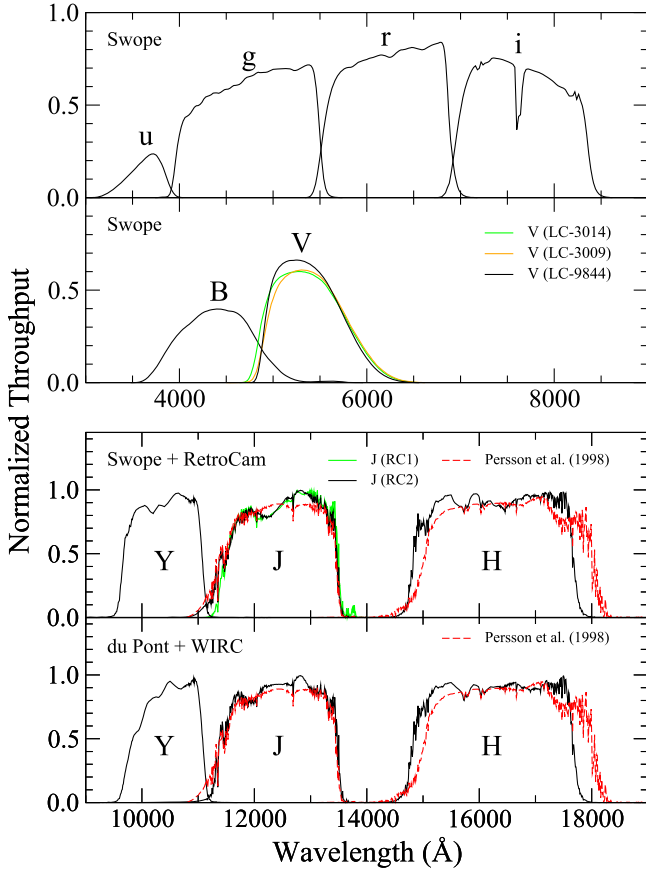 Swope
u
g
r
i
1.0
0.5
0.0
Swope
V (LC-3014)
V (LC-3009)
V (LC-9844)
B
V
0.5
0.0
4000
6000
8000
Normalized Throughput
Swope + RetroCam
J (RC1)
J (RC2)
Persson et al. (1998)
1.0
0.5
0.0
Y
J
H
du Pont + WIRC
Persson et al. (1998)
1.0
0.5
0.0
Y
J
H
10000
12000
14000
16000
18000
Wavelength (Å)